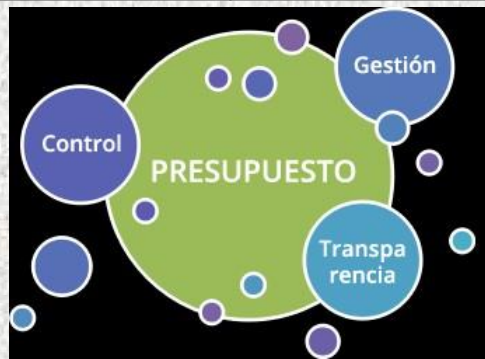 Gestión
Control
PRESUPUESTO
Transpa
rencia